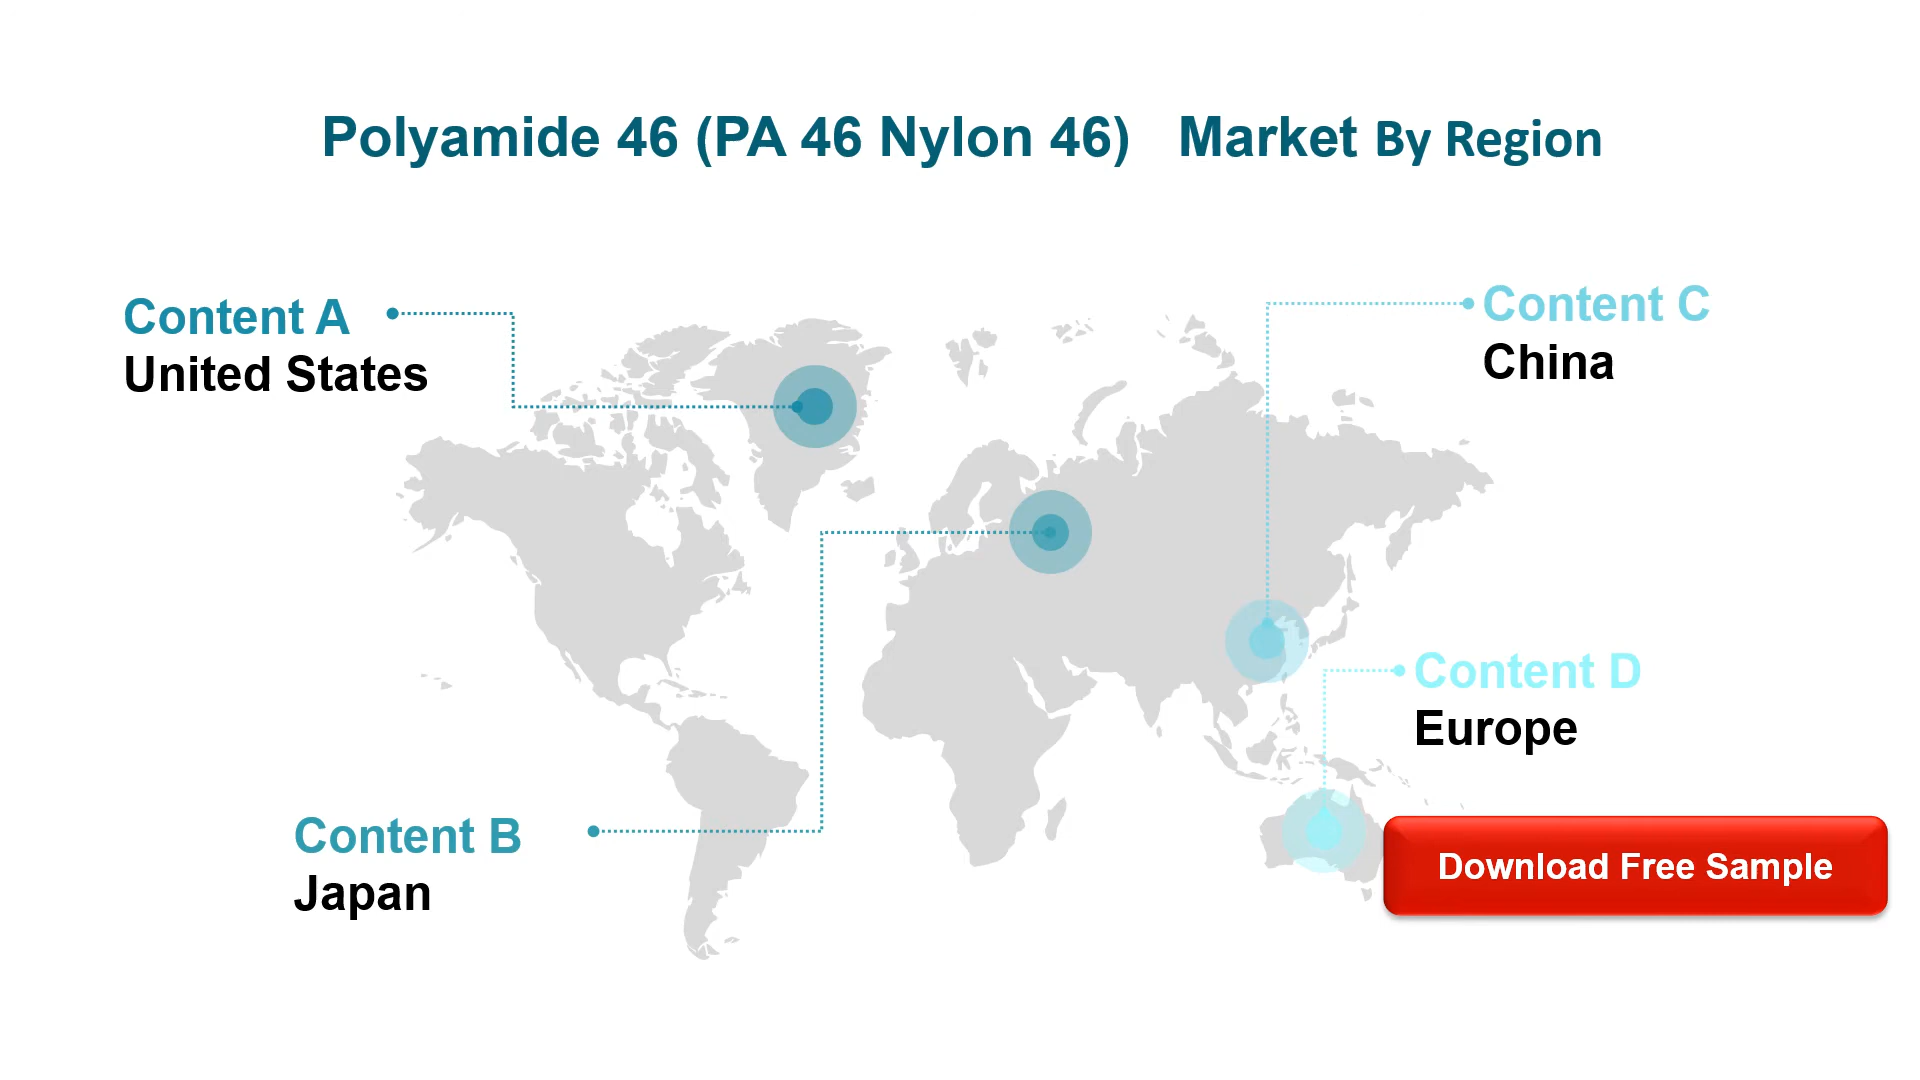 Polyamide 46 (PA 46 Nylon 46) Market By Region
Content A
United States
Content C
China
Content D
Europe
Content B
Japan
Download Free Sample